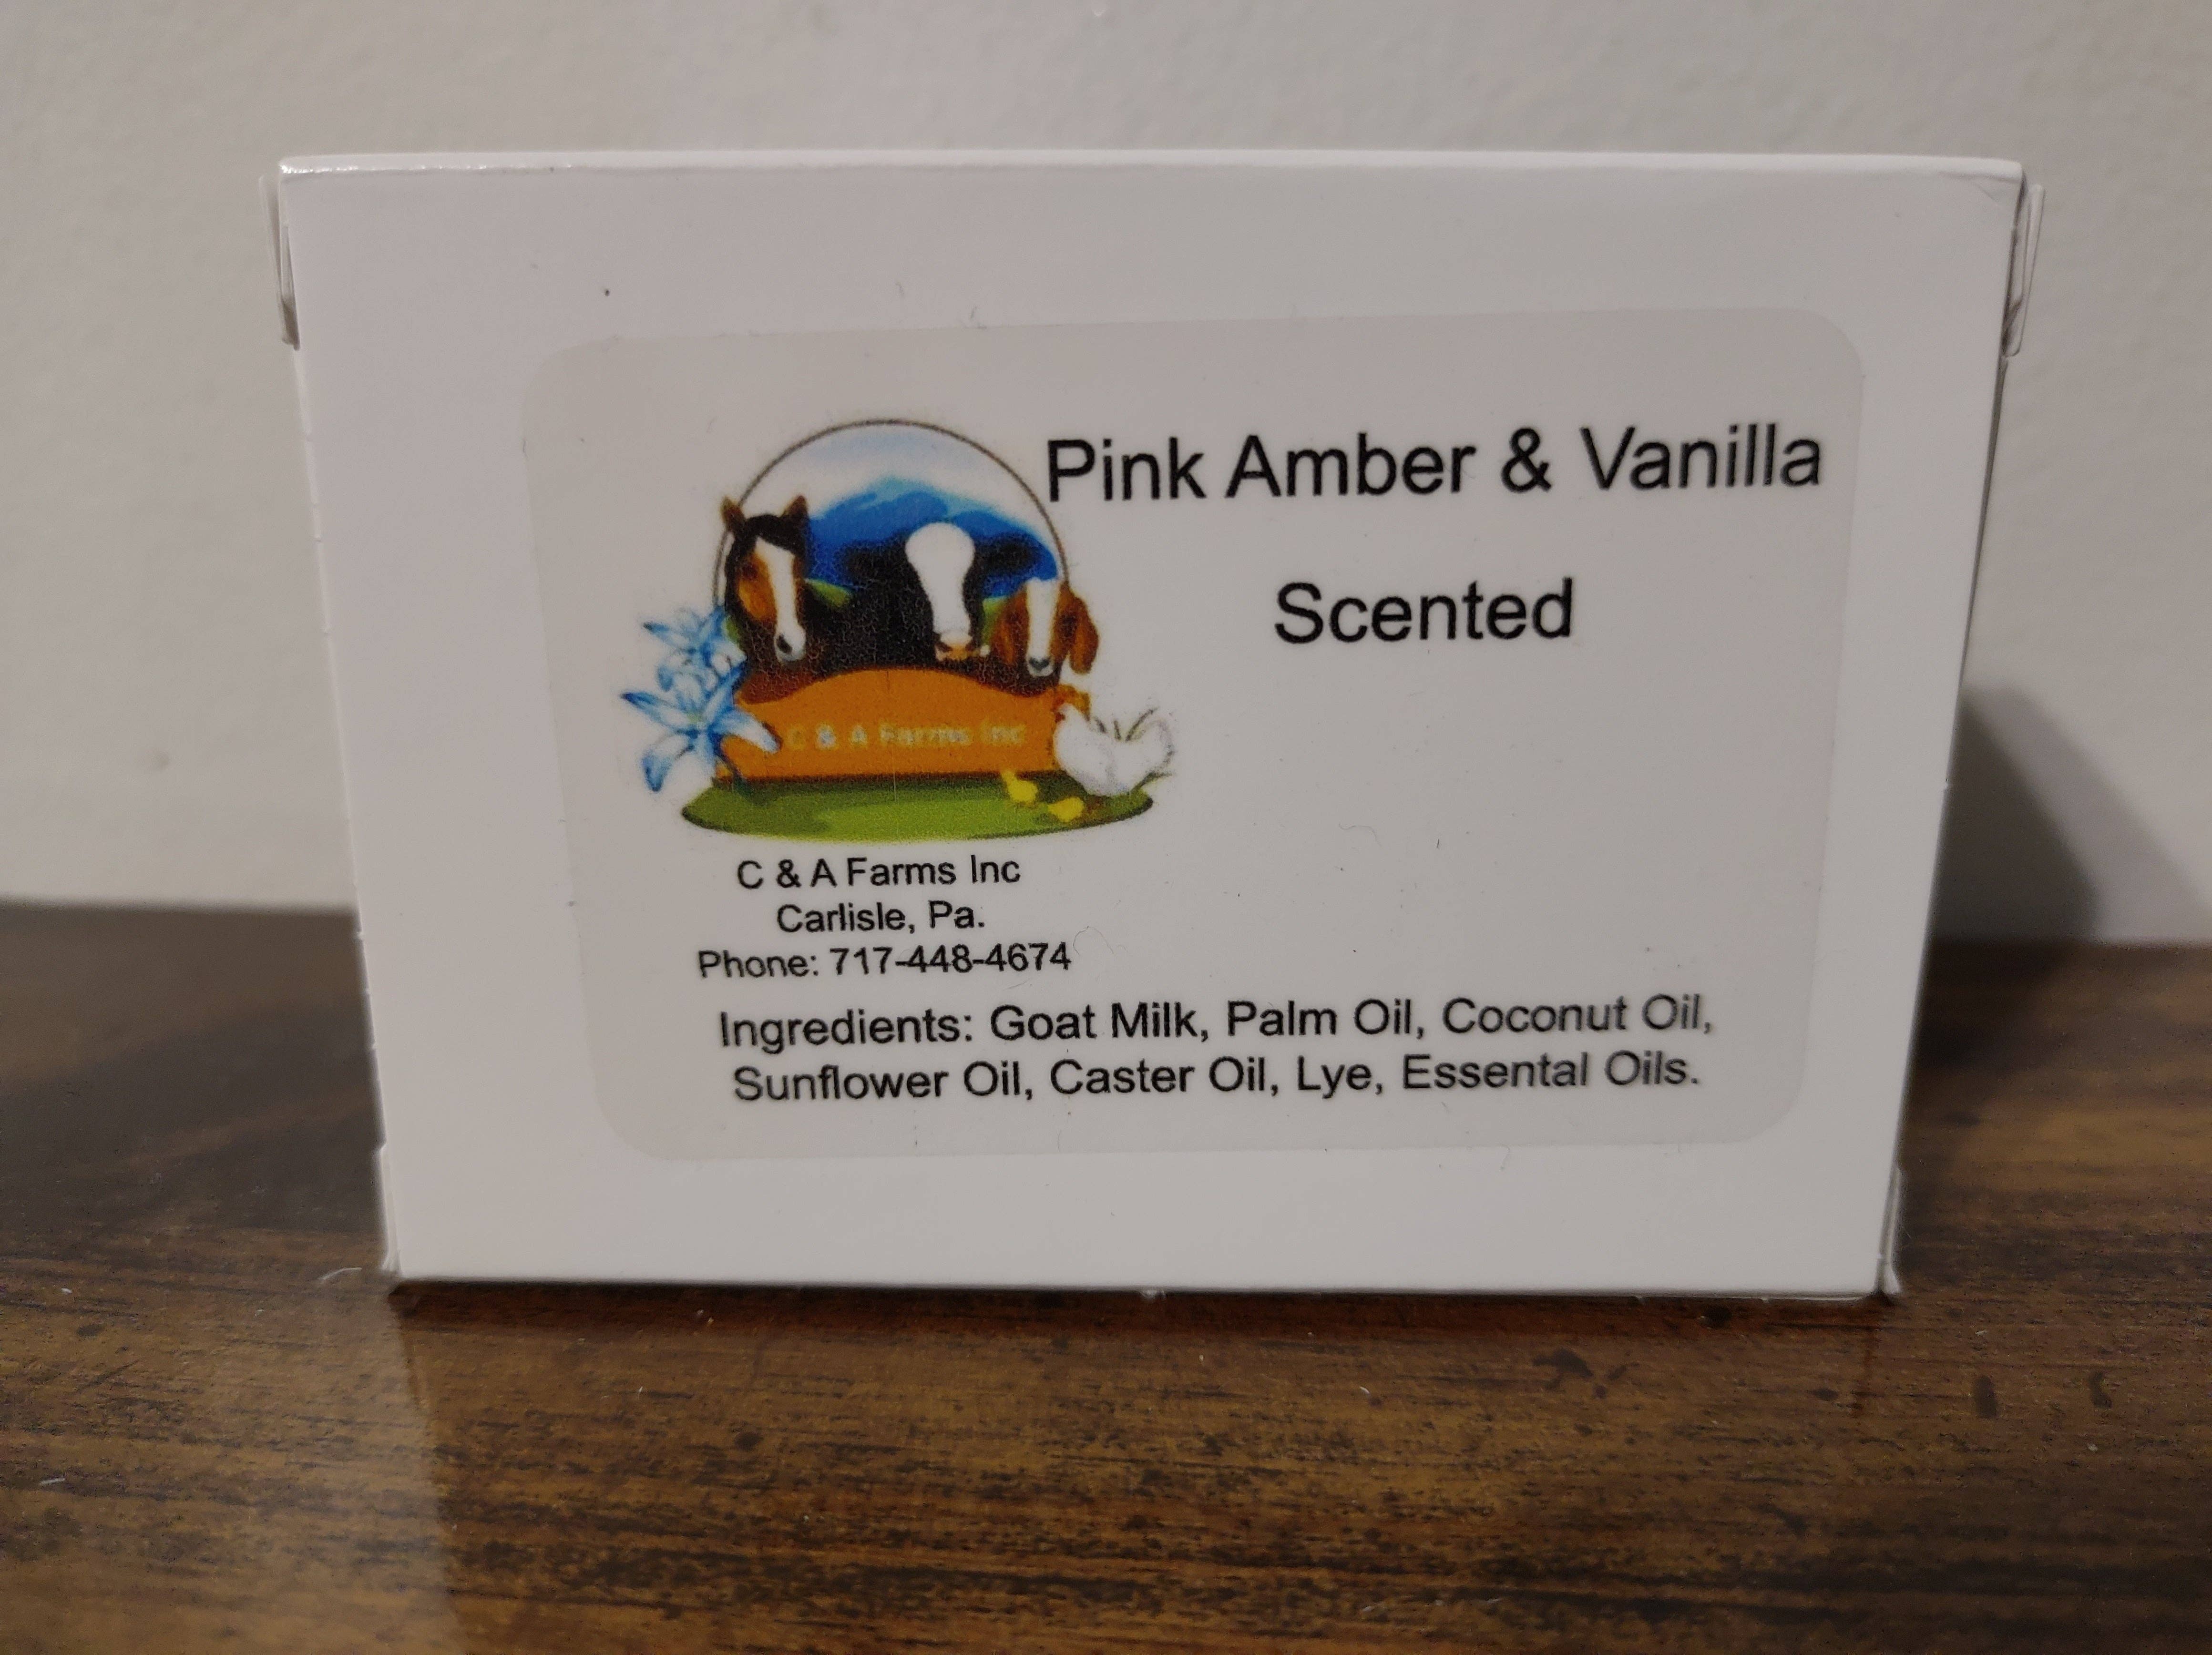 Pink Amber & Vanilla
Scented
C & A Farms Inc
C & A Farms Inc
Carlisle, Pa.
Phone: 717-448-4674
Ingredients: Goat Milk, Palm Oil, Coconut Oil,
Sunflower Oil, Caster Oil, Lye, Essental Oils.